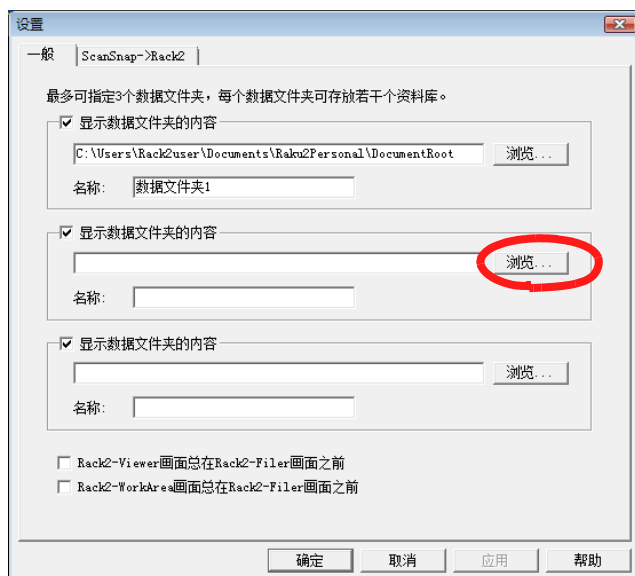 设置
一般
ScanSnap->Rack2
最多可指定3个数据文件夹，每个数据文件夹可存放若干个资料库。
显示数据文件夹的内容
C:\Users\Rack2user\Documents\Raku2Personal\DocumentRoot
浏览...
名称:
数据文件夹1
显示数据文件夹的内容
浏览...
名称:
显示数据文件夹的内容
浏览...
名称:
Rack2-Viewer画面总在Rack2-Filer画面之前
Rack2-WorkArea画面总在Rack2-Filer画面之前
确定
取消
应用
帮助